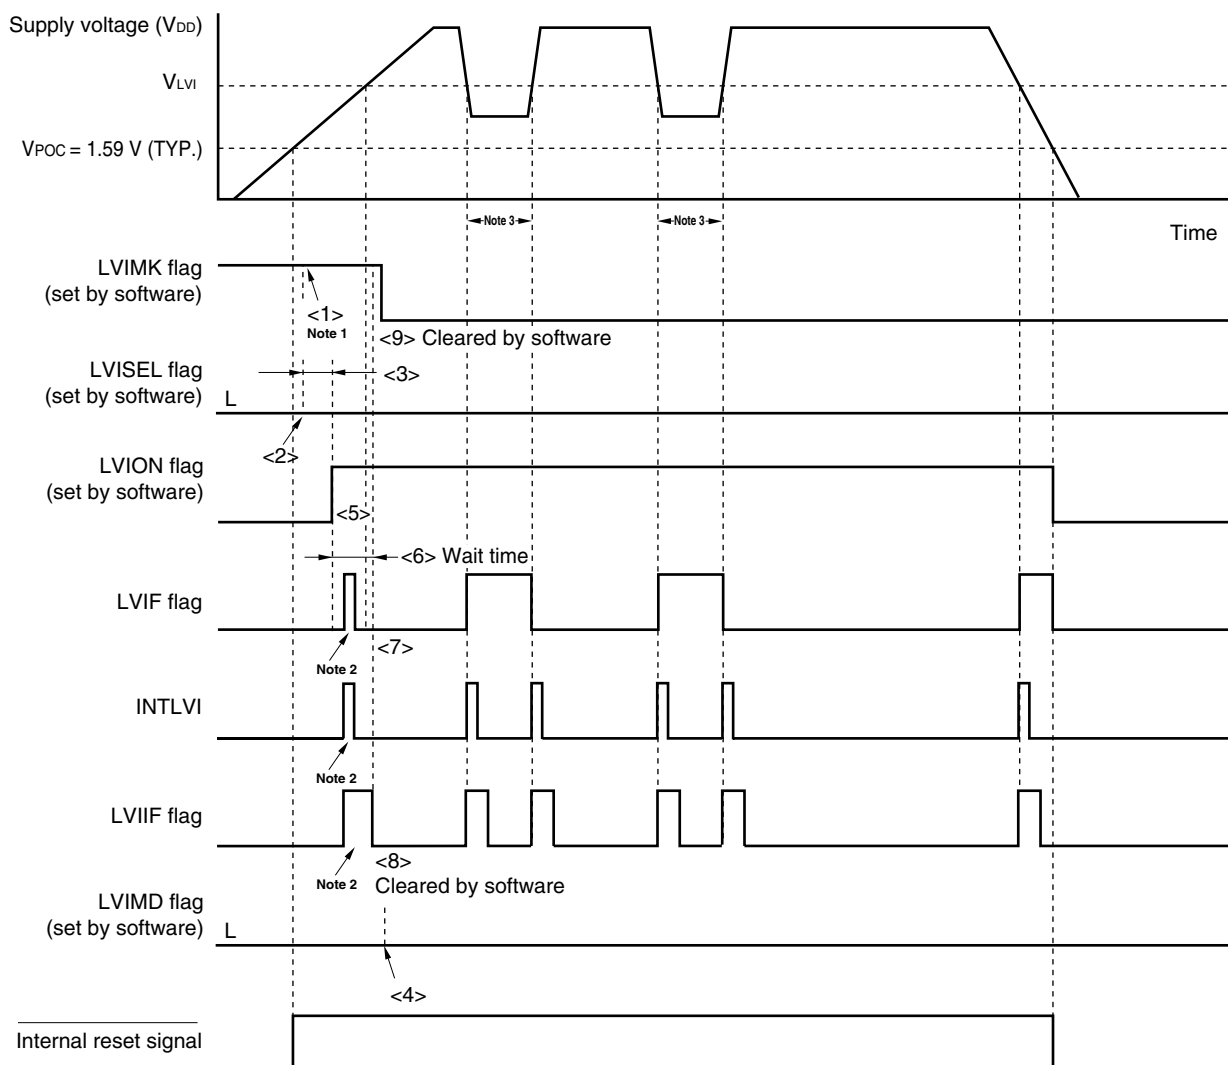 Supply voltage (VDD)
VLVI
VPOC = 1.59 V (TYP.)
Note 3
Note 3
Time
LVIMK flag
(set by software)
<1>
Note 1
<9> Cleared by software
LVISEL flag
(set by software)
L
<3>
<2>
LVION flag
(set by software)
<5>
<6> Wait time
LVIF flag
Note 2
<7>
INTLVI
Note 2
LVIIF flag
Note 2
<8>
Cleared by software
LVIMD flag
(set by software)
L
<4>
Internal reset signal